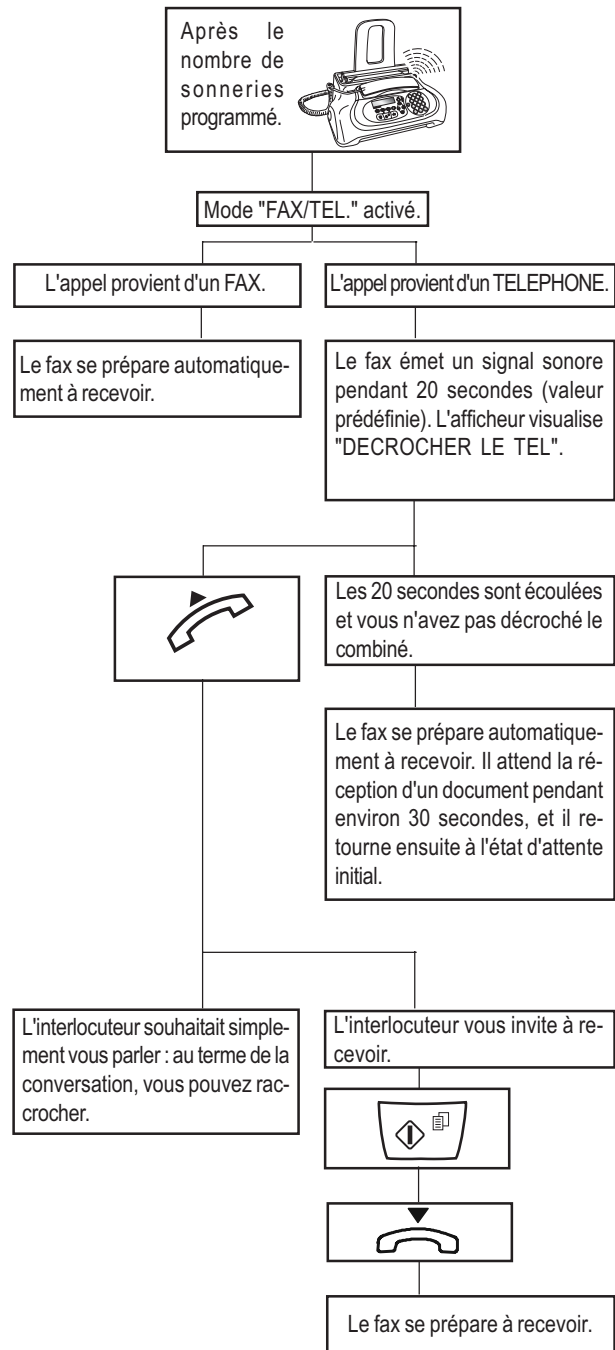 Après le
nombre de
sonneries
programmé.
Mode "FAX/TEL." activé.
L'appel provient d'un FAX.
L'appel provient d'un TELEPHONE.
Le fax se prépare automatique-
ment à recevoir.
Le fax émet un signal sonore
pendant 20 secondes (valeur
prédéfinie). L'afficheur visualise
"DECROCHER LE TEL".
Les 20 secondes sont écoulées
et vous n'avez pas décroché le
combiné.
Le fax se prépare automatique-
ment à recevoir. Il attend la ré-
ception d'un document pendant
environ 30 secondes, et il re-
tourne ensuite à l'état d'attente
initial.
L'interlocuteur souhaitait simple-
ment vous parler : au terme de la
conversation, vous pouvez rac-
crocher.
L'interlocuteur vous invite à re-
cevoir.
Le fax se prépare à recevoir.